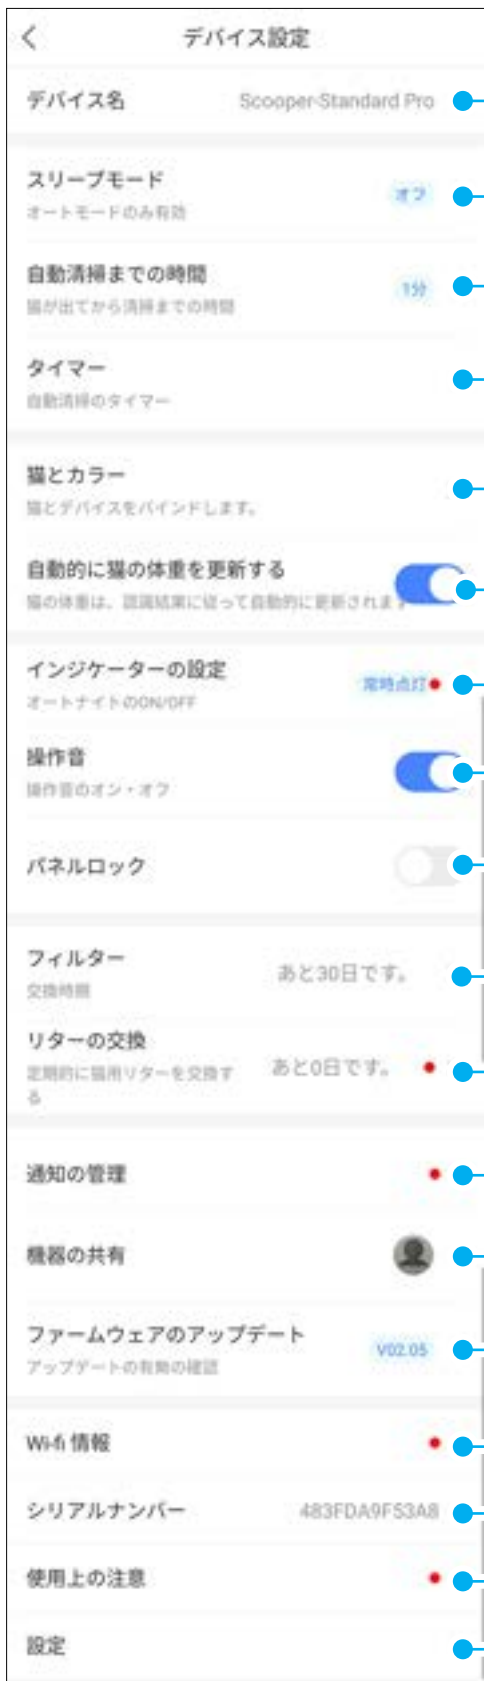 デバイス設定
デバイス名 Scooper-Standard Pro
スリープモード
オートモードのみ有効
オフ
自動清掃までの時間
猫が出てから清掃までの時間
1分
タイマー
自動清掃のタイマー
猫とカラー
猫とデバイスをバインドします。
自動的に猫の体重を更新する
猫の体重は、認識結果に従って自動的に更新されます
インジケーターの設定
オートナイトのON/OFF
常時点灯
操作音
操作音のオン・オフ
パネルロック
フィルター
交換時期
あと30日です。
リターの交換
定期的に猫用リターを交換す
る
あと0日です。
通知の管理
機器の共有
ファームウェアのアップデート
アップデートの有無の確認
V02.05
Wi-fi 情報
シリアルナンバー 483FDA9F53A8
使用上の注意
設定